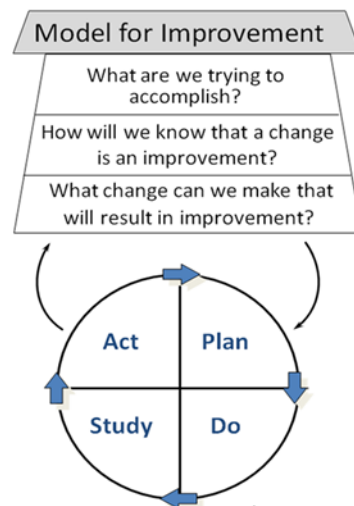 Model for Improvement
What are we trying to
accomplish?
How will we know that a change
is an improvement?
What change can we make that
will result in improvement?
Act
Plan
Study
Do